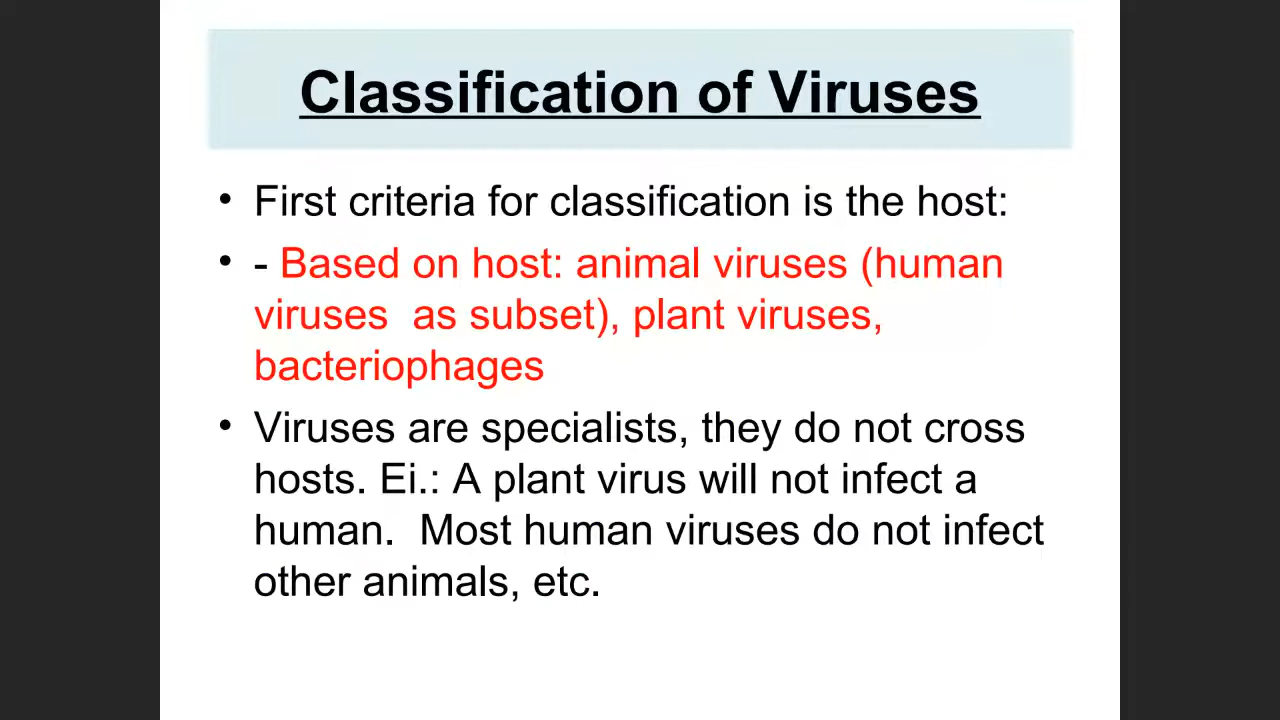 Classification of Viruses
• First criteria for classification is the host:
• - Based on host: animal viruses (human
viruses  as subset), plant viruses,
bacteriophages
• Viruses are specialists, they do not cross
hosts. Ei.: A plant virus will not infect a
human.  Most human viruses do not infect
other animals, etc.